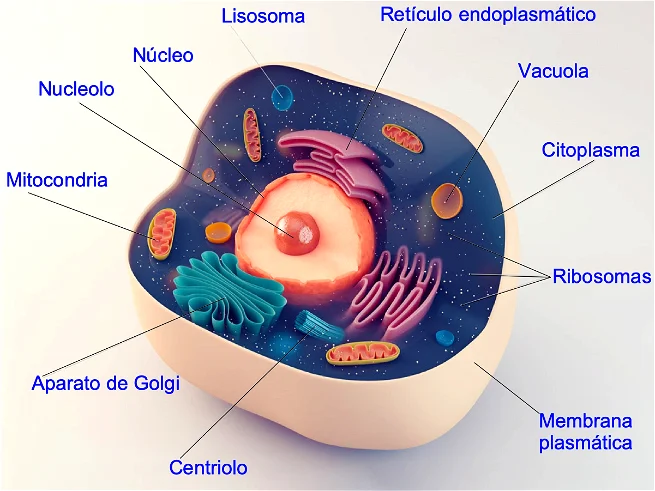 Lisosoma
Retículo endoplasmático
Núcleo
Vacuola
Nucleolo
Citoplasma
Mitocondria
Ribosomas
Aparato de Golgi
Membrana
plasmática
Centriolo